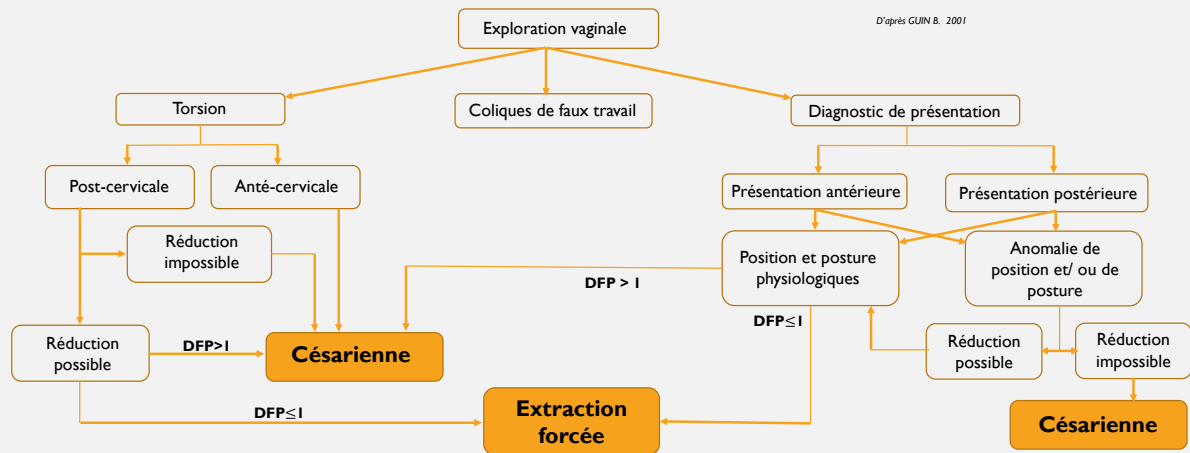 D'après GUIN B. 2001
Exploration vaginale
Torsion
Coliques de faux travail
Diagnostic de présentation
Post-cervicale
Anté-cervicale
Présentation antérieure
Présentation postérieure
Réduction
impossible
Position et posture
physiologiques
Anomalie de
position et/ ou de
posture
DFP > 1
DFP≤1
Réduction
possible
DFP>1
Césarienne
Réduction
possible
Réduction
impossible
DFP≤1
Extraction
forcée
Césarienne